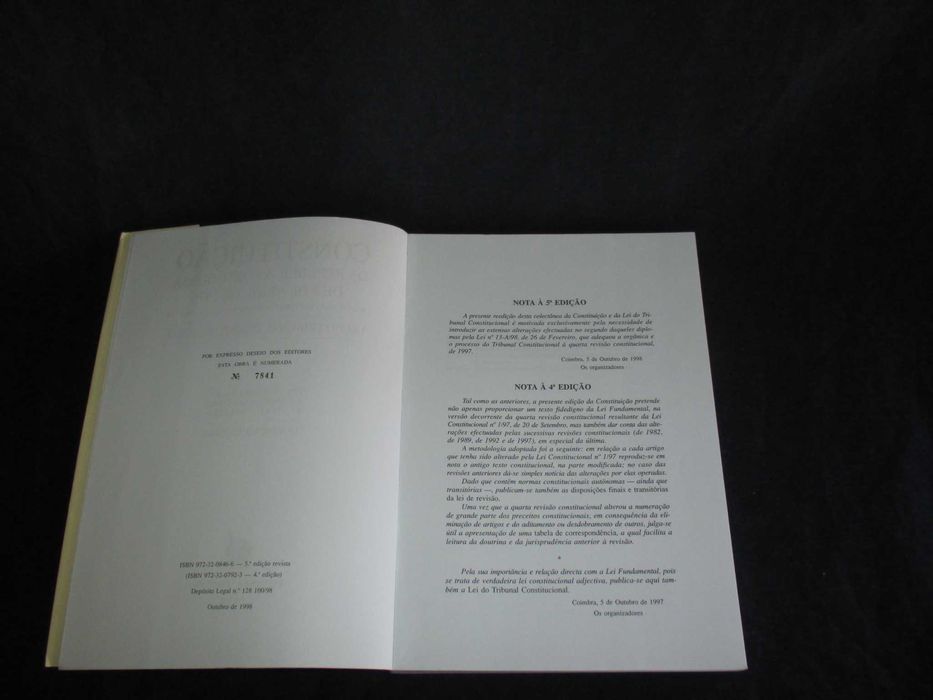 POR EXPRESSO DESEJO DOS EDITORES
ESTA OBRA É NUMERADA
№ 7841
ISBN 972-32-0846-6 — 5.ª edição revista
(ISBN 972-32-0792-3 — 4.ª edição)
Depósito Legal n.º 128 100/98
Outubro de 1998
NOTA À 5ª EDIÇÃO
A presente reedição desta colectânea da Constituição e da Lei do Tri-
bunal Constitucional é motivada exclusivamente pela necessidade de
introduzir as extensas alterações efectuadas no segundo daqueles diplo-
mas pela Lei nº 13-A/98, de 26 de Fevereiro, que adequou a orgânica e
o processo do Tribunal Constitucional à quarta revisão constitucional,
de 1997.
Coimbra, 5 de Outubro de 1998
Os organizadores
NOTA À 4ª EDIÇÃO
Tal como as anteriores, a presente edição da Constituição pretende
não apenas proporcionar um texto fidedigno da Lei Fundamental, na
versão decorrente da quarta revisão constitucional resultante da Lei
Constitucional nº 1/97, de 20 de Setembro, mas também dar conta das alte-
rações efectuadas pelas sucessivas revisões constitucionais (de 1982,
de 1989, de 1992 e de 1997), em especial da última.
A metodologia adoptada foi a seguinte: em relação a cada artigo
que tenha sido alterado pela Lei Constitucional nº 1/97 reproduz-se em
nota o antigo texto constitucional, na parte modificada; no caso das
revisões anteriores dá-se simples notícia das alterações por elas operadas.
Dado que contêm normas constitucionais autónomas — ainda que
transitórias —, publicam-se também as disposições finais e transitórias
da lei de revisão.
Uma vez que a quarta revisão constitucional alterou a numeração
de grande parte dos preceitos constitucionais, em consequência da eli-
minação de artigos e do aditamento ou desdobramento de outros, julga-se
útil a apresentação de uma tabela de correspondência, a qual facilita a
leitura da doutrina e da jurisprudência anterior à revisão.
*
Pela sua importância e relação directa com a Lei Fundamental, pois
se trata de verdadeira lei constitucional adjectiva, publica-se aqui tam-
bém a Lei do Tribunal Constitucional.
Coimbra, 5 de Outubro de 1997
Os organizadores